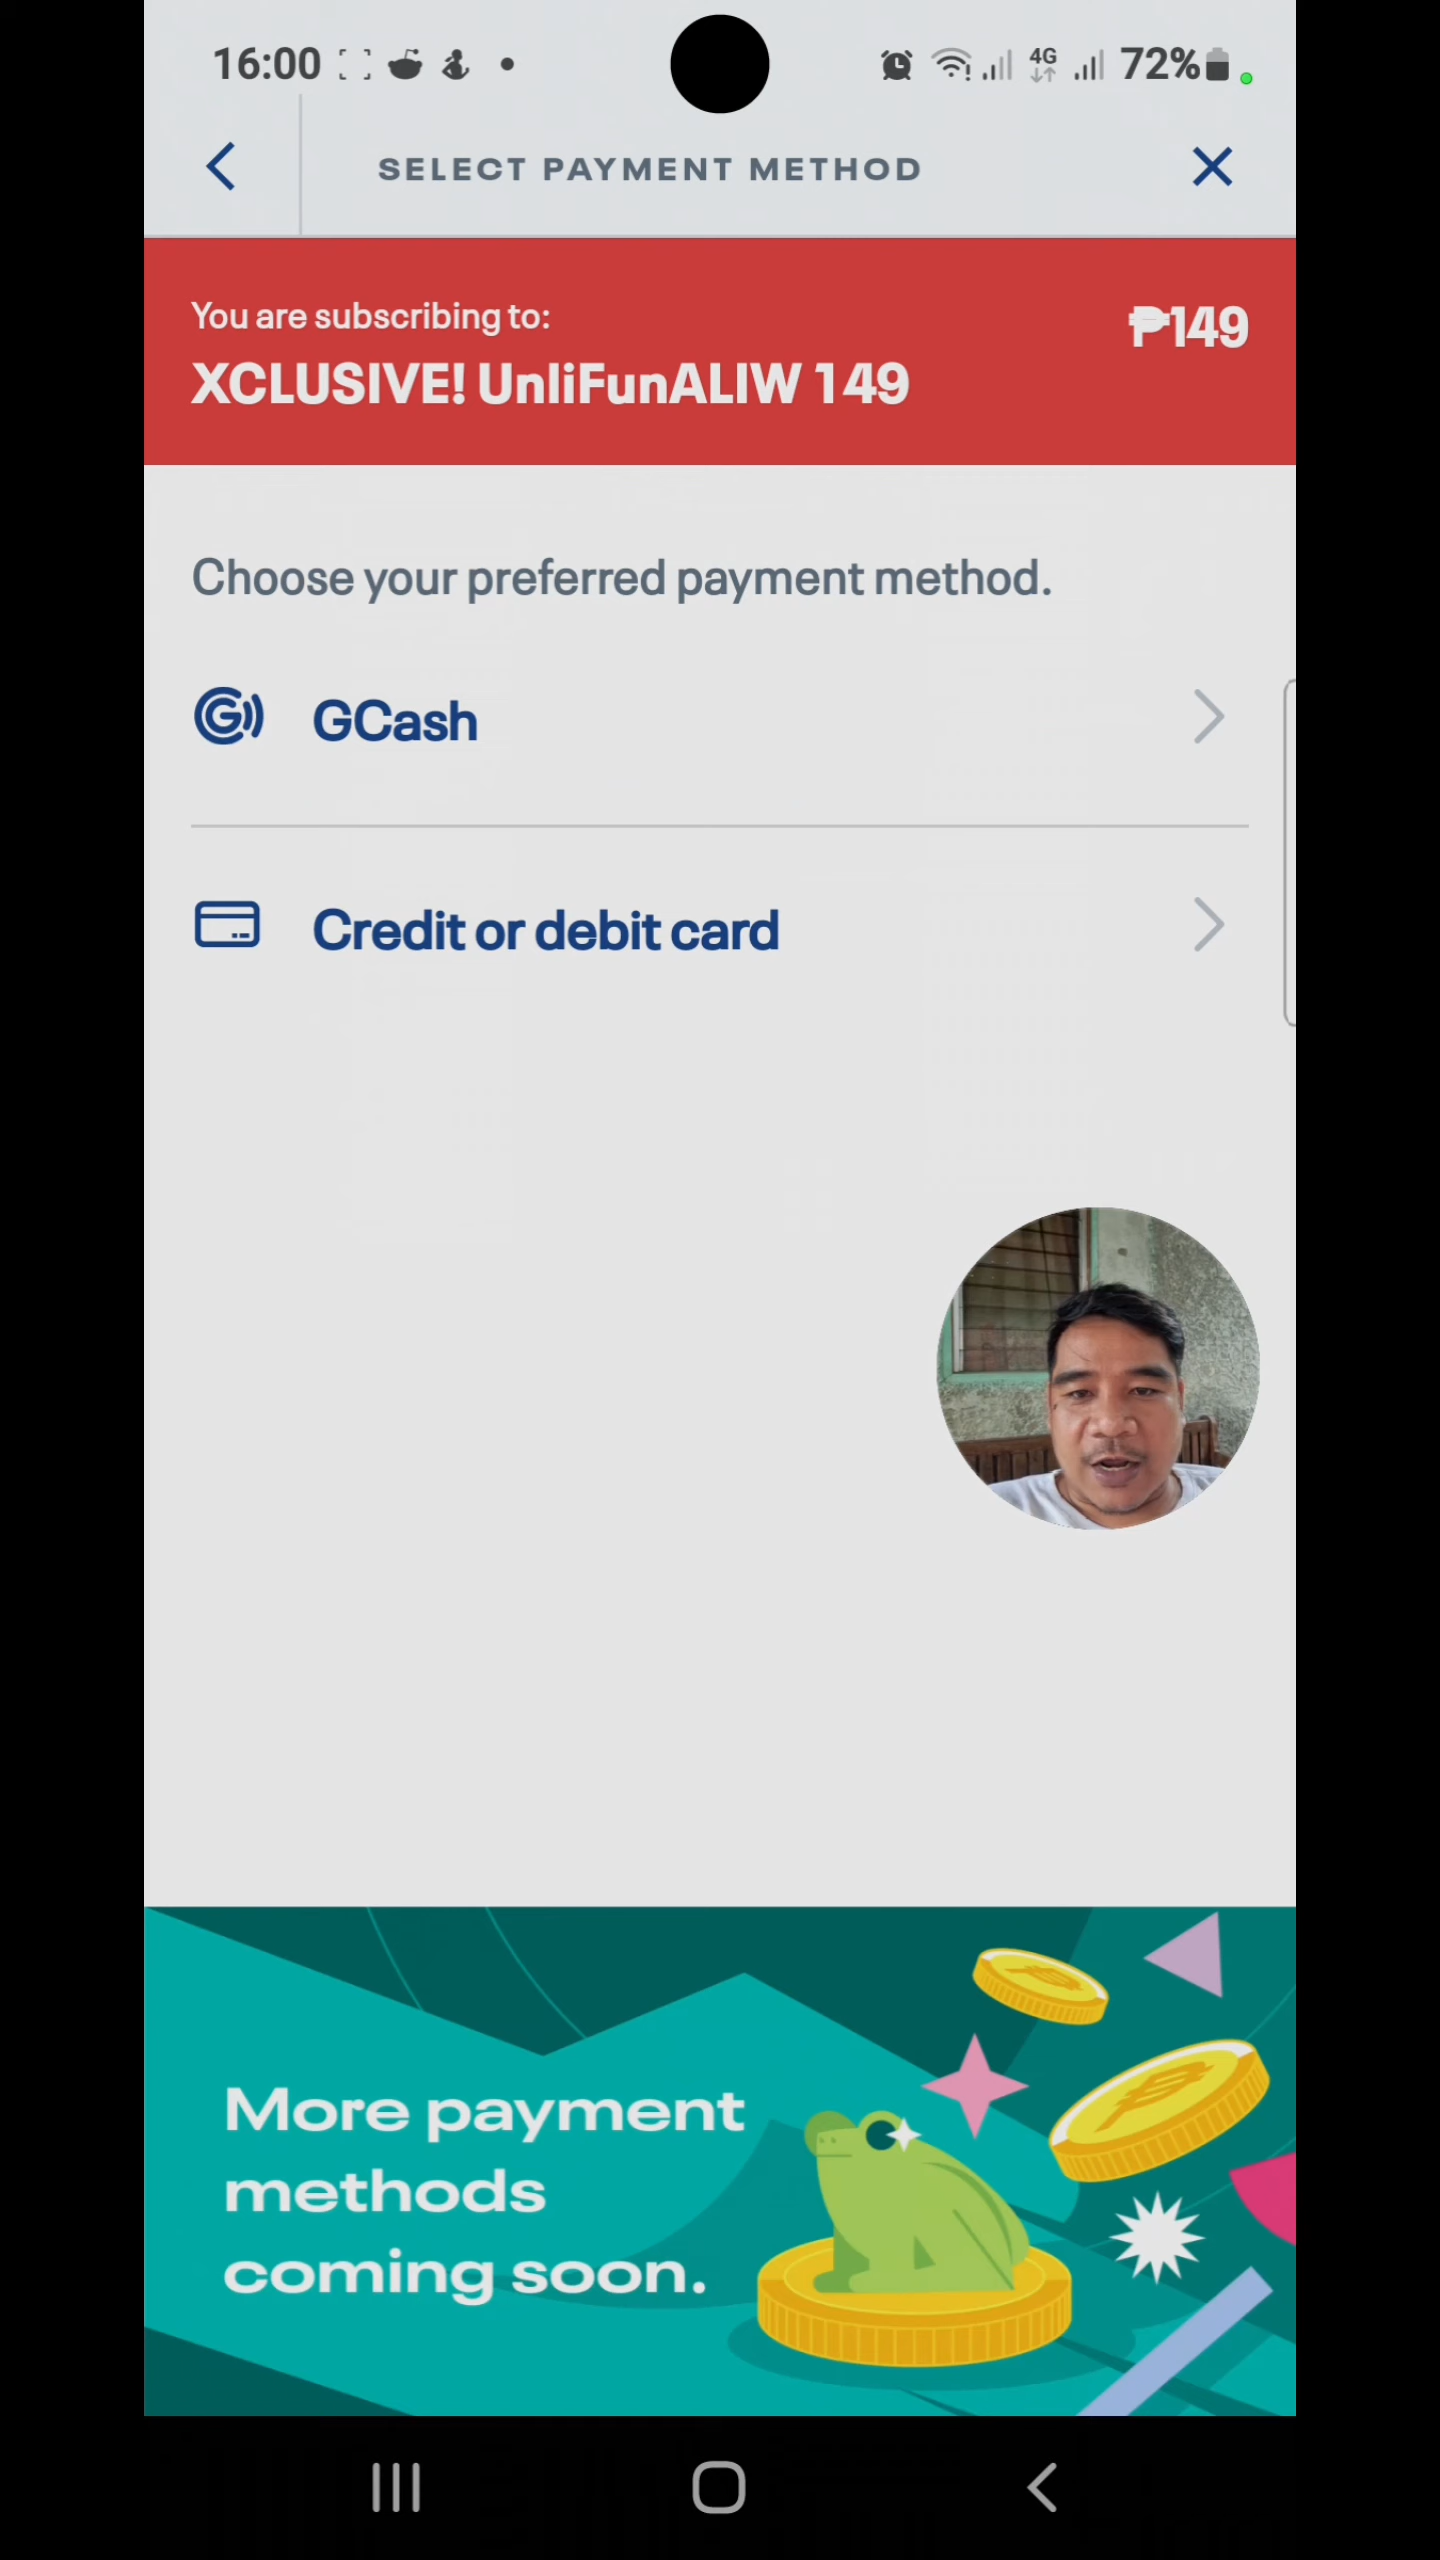 16:00
4G
72%
SELECT PAYMENT METHOD
You are subscribing to:
₱149
XCLUSIVE! UnliFunALIW 149
Choose your preferred payment method.
GCash
Credit or debit card
More payment
methods
coming soon.